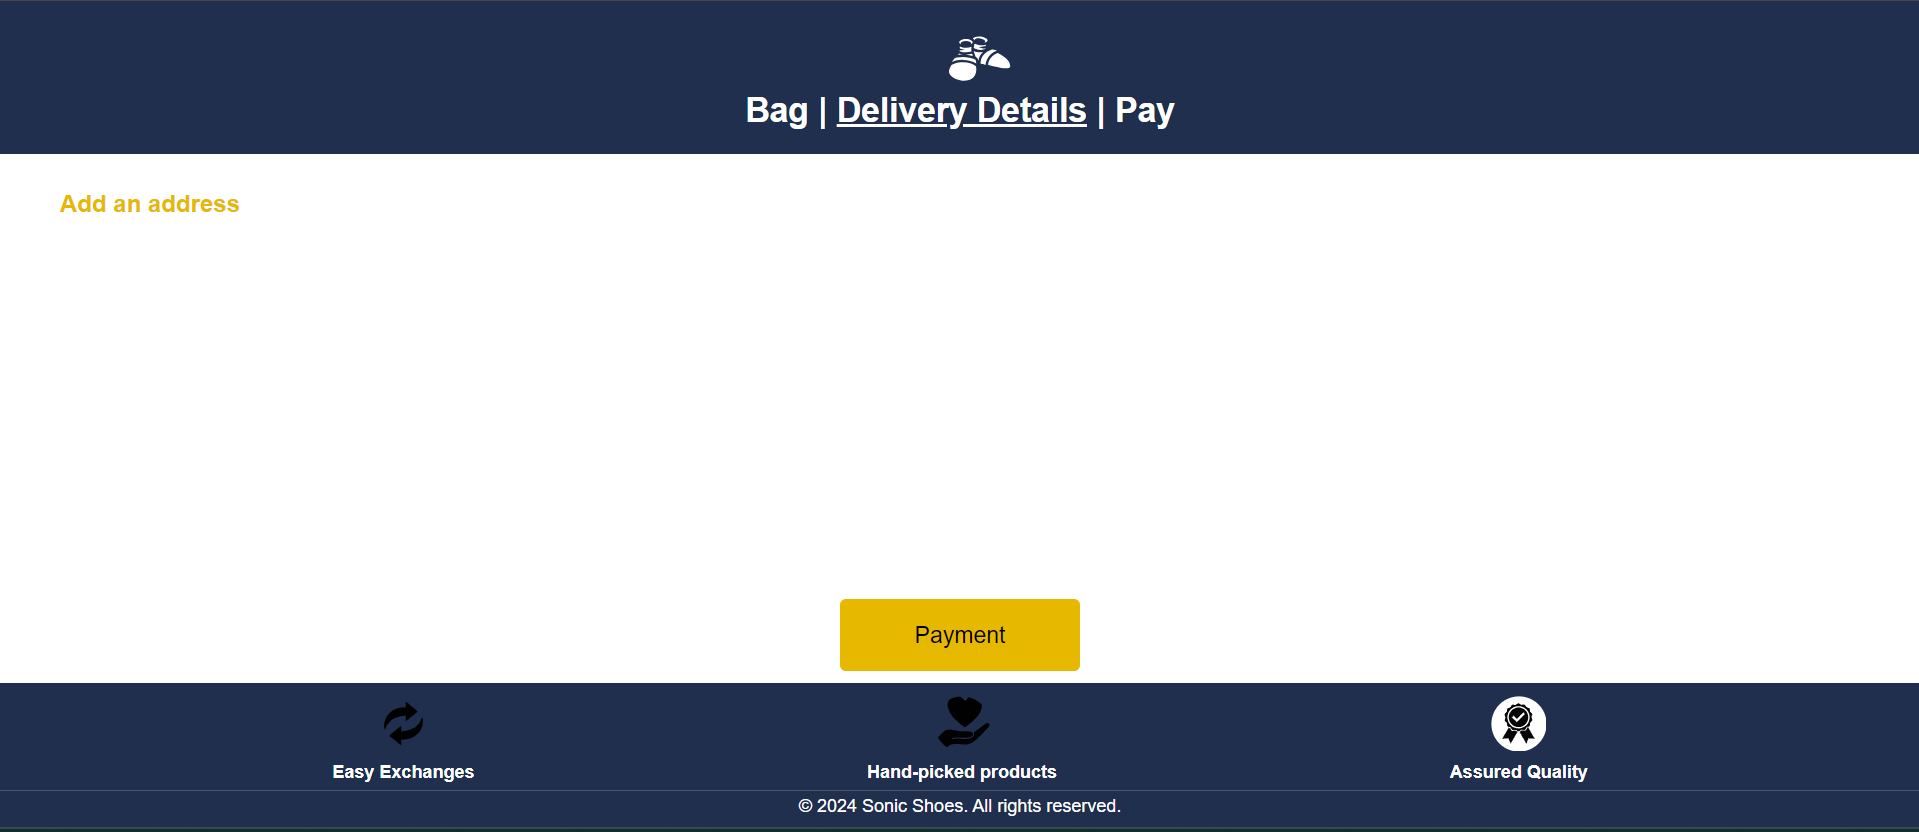 Bag | Delivery Details | Pay
Add an address
Payment
Easy Exchanges
Hand-picked products
Assured Quality
© 2024 Sonic Shoes. All rights reserved.